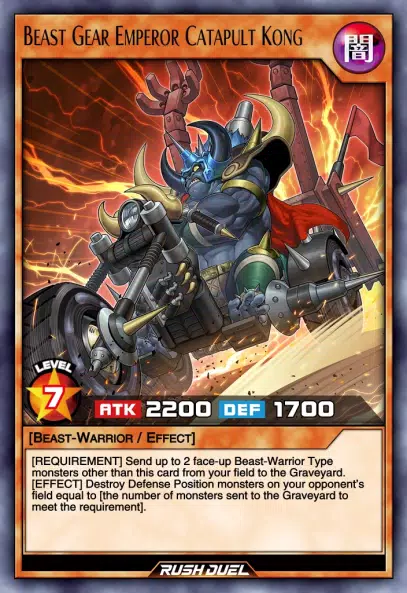 Beast Gear Emperor Catapult Kong
闇
LEVEL
7
ATK 2200 DEF 1700
[Beast-Warrior / Effect]
[REQUIREMENT] Send up to 2 face-up Beast-Warrior Type
monsters other than this card from your field to the Graveyard.
[EFFECT] Destroy Defense Position monsters on your opponent's
field equal to [the number of monsters sent to the Graveyard to
meet the requirement].
RUSH DUEL